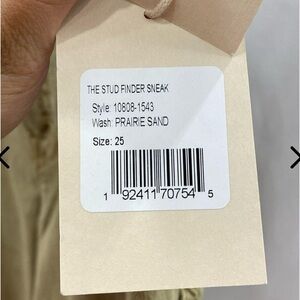 THE STUD FINDER SNEAK
Style: 10808-1543
Wash: PRAIRIE SAND
Size: 25
1 92411 70754 5